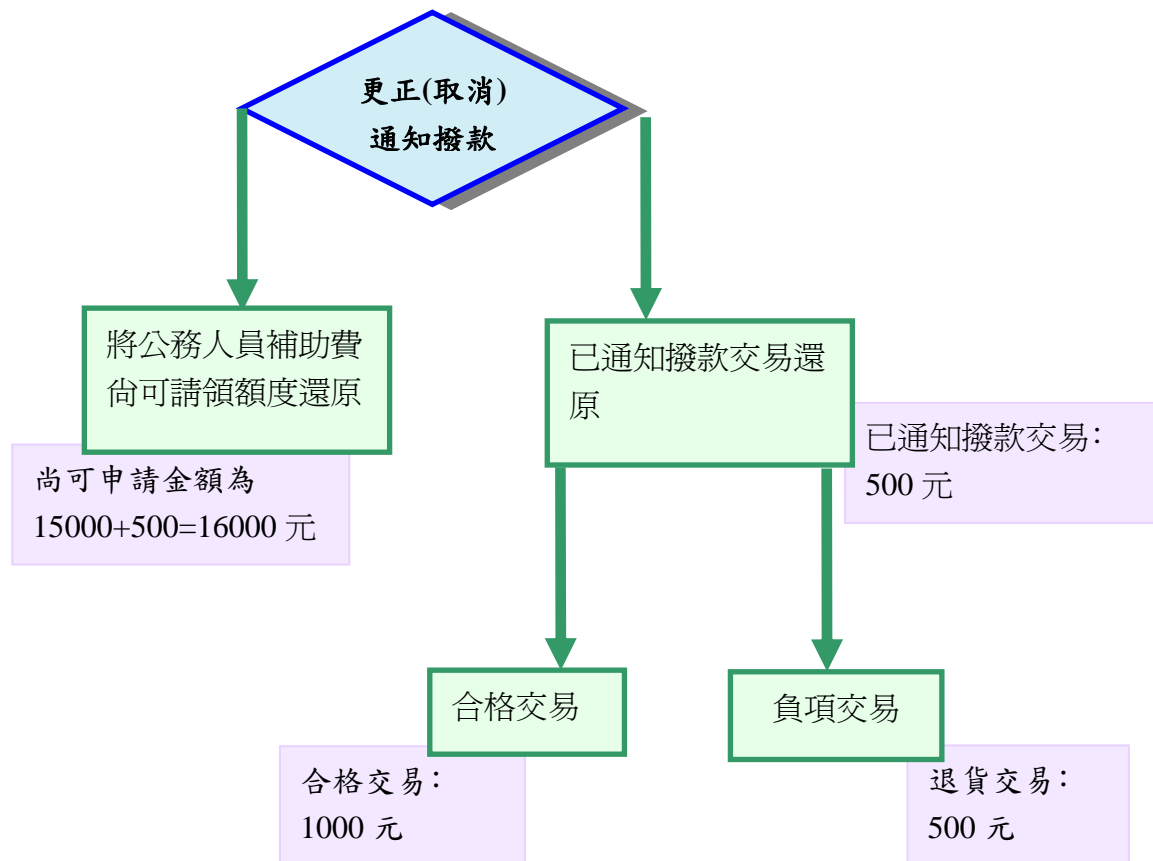 更正(取消)
通知撥款
將公務人員補助費
尙可請領額度還原
尚可申請金額為
15000+500=16000 元
已通知撥款交易還
原
已通知撥款交易：
500 元
合格交易
合格交易：
1000 元
負項交易
退貨交易：
500 元